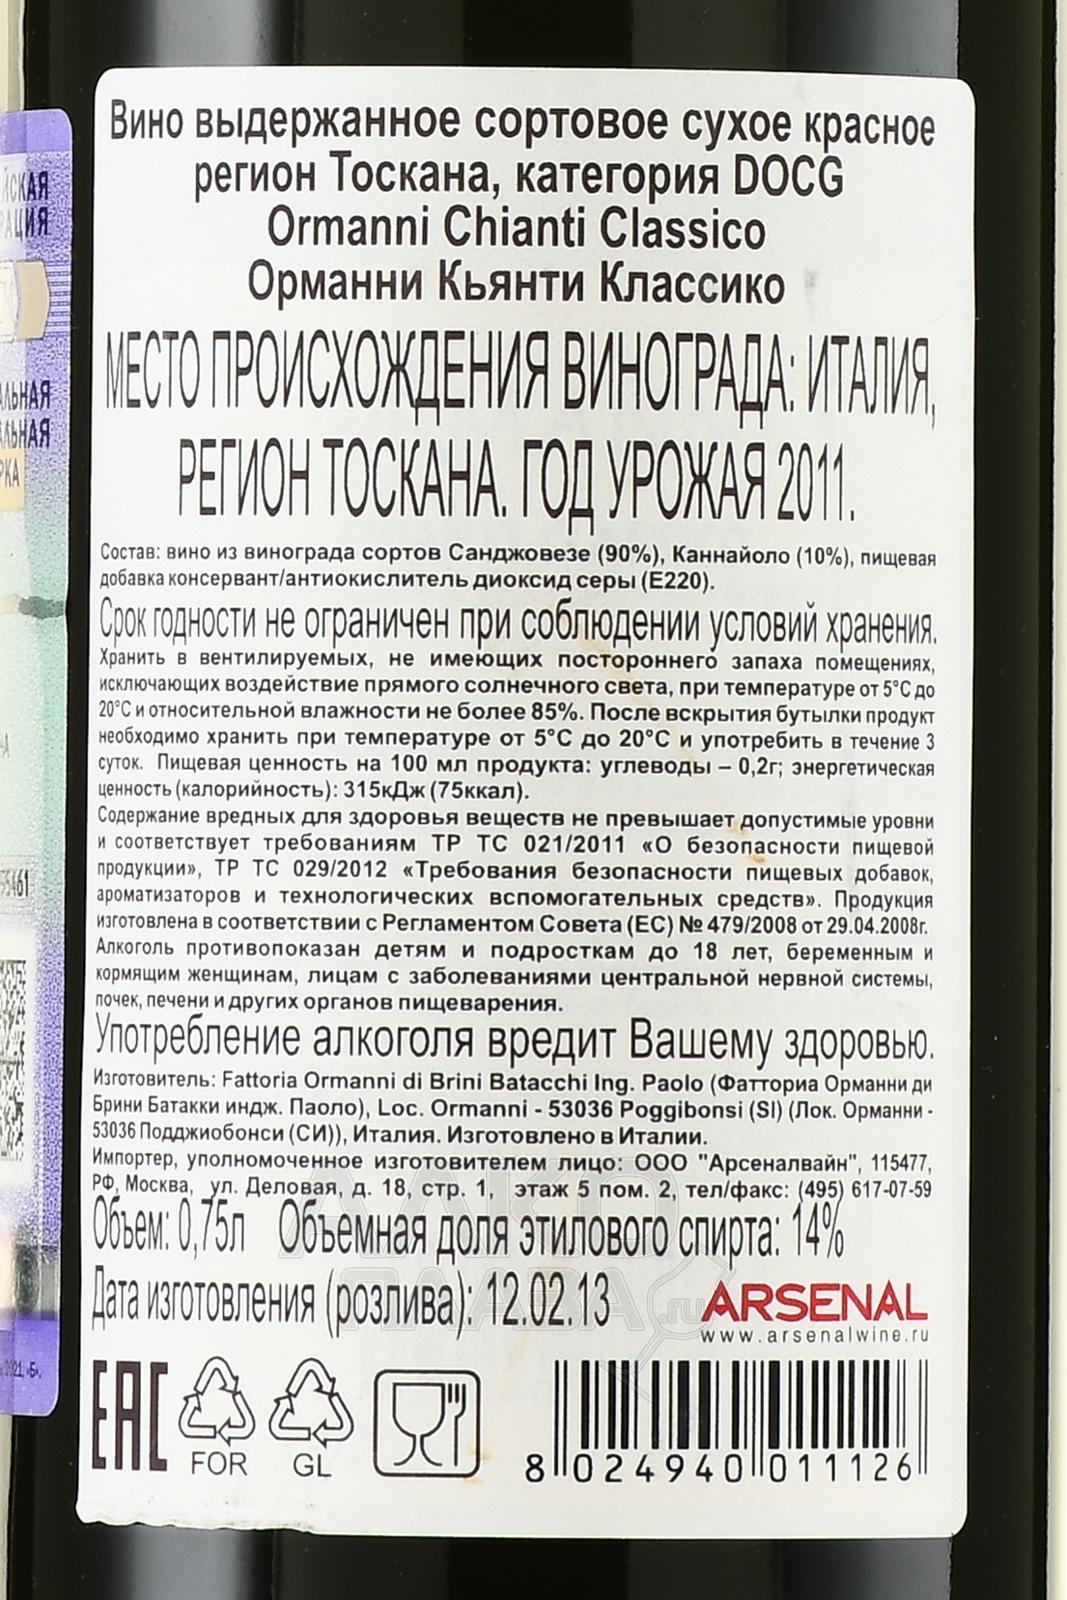 Вино выдержанное сортовое сухое красное
регион Тоскана, категория DOCG
Ormanni Chianti Classico
Орманни Кьянти Классико
МЕСТО ПРОИСХОЖДЕНИЯ ВИНОГРАДА: ИТАЛИЯ,
РЕГИОН ТОСКАНА. ГОД УРОЖАЯ 2011.
Состав: вино из винограда сортов Санджовезе (90%), Каннайоло (10%), пищевая
добавка консервант/антиокислитель диоксид серы (Е220).
Срок годности не ограничен при соблюдении условий хранения.
Хранить в вентилируемых, не имеющих постороннего запаха помещениях,
исключающих воздействие прямого солнечного света, при температуре от 5°С до
20°С и относительной влажности не более 85%. После вскрытия бутылки продукт
необходимо хранить при температуре от 5°С до 20°С и употребить в течение 3
суток. Пищевая ценность на 100 мл продукта: углеводы – 0,2г; энергетическая
ценность (калорийность): 315кДж (75ккал).
Содержание вредных для здоровья веществ не превышает допустимые уровни
и соответствует требованиям ТР ТС 021/2011 «О безопасности пищевой
продукции», ТР ТС 029/2012 «Требования безопасности пищевых добавок,
ароматизаторов и технологических вспомогательных средств». Продукция
изготовлена в соответствии с Регламентом Совета (ЕС) № 479/2008 от 29.04.2008г.
Алкоголь противопоказан детям и подросткам до 18 лет, беременным и
кормящим женщинам, лицам с заболеваниями центральной нервной системы,
почек, печени и других органов пищеварения.
Употребление алкоголя вредит Вашему здоровью.
Изготовитель: Fattoria Ormanni di Brini Batacchi Ing. Paolo (Фатториа Орманни ди
Брини Батакки индж. Паоло), Loc. Ormanni - 53036 Poggibonsi (SI) (Лок. Орманни -
53036 Подджиобонси (СИ)), Италия. Изготовлено в Италии.
Импортер, уполномоченное изготовителем лицо: ООО "Арсеналвайн", 115477,
РФ, Москва, ул. Деловая, д. 18, стр. 1, этаж 5 пом. 2, тел/факс: (495) 617-07-59
Объем: 0,75л Объемная доля этилового спирта: 14%
Дата изготовления (розлива): 12.02.13
ARSENAL
www.arsenalwine.ru
EAC
FOR GL
8 024940 011126